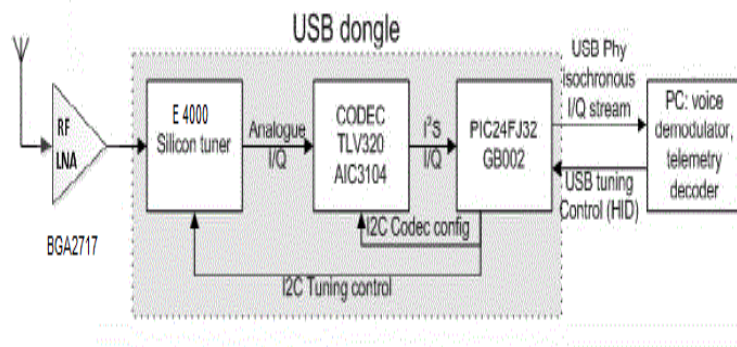 USB dongle
RF
LNA
BGA2717
E 4000
Silicon tuner
Analogue
I/Q
CODEC
TLV320
AIC3104
I²S
I/Q
PIC24FJ32
GB002
USB Phy
isochronous
I/Q stream
USB tuning
Control (HID)
PC: voice
demodulator,
telemetry
decoder
I2C Codec config
I2C Tuning control